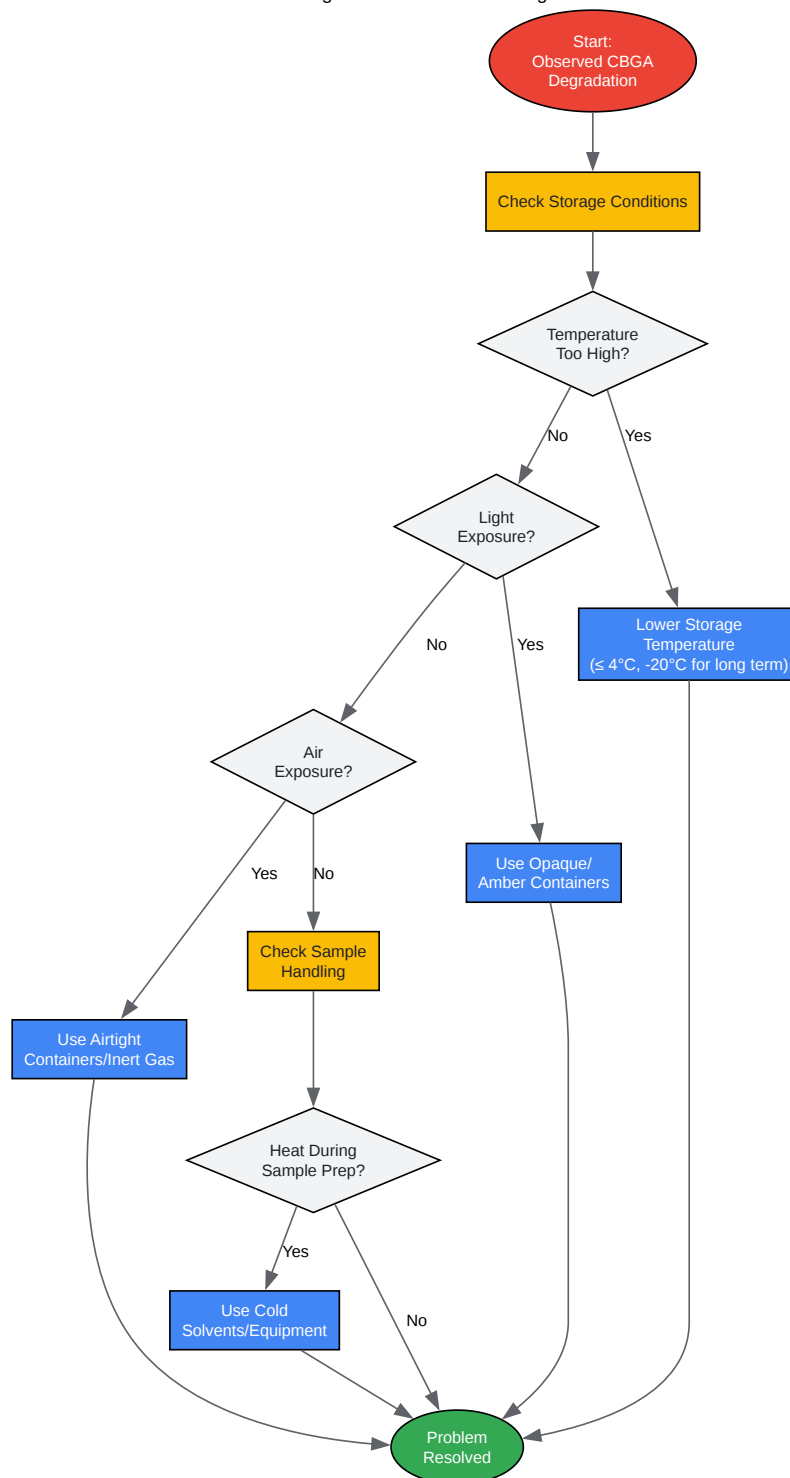 Start:
Observed CBGA
Degradation
Check Storage Conditions
Temperature
Too High?
No
Yes
Light
Exposure?
Lower Storage
Temperature
(≤ 4°C, -20°C for long term)
No
Yes
Air
Exposure?
Use Opaque/
Amber Containers
Yes
No
Check Sample
Handling
Use Airtight
Containers/Inert Gas
Heat During
Sample Prep?
Yes
Use Cold
Solvents/Equipment
No
Problem
Resolved